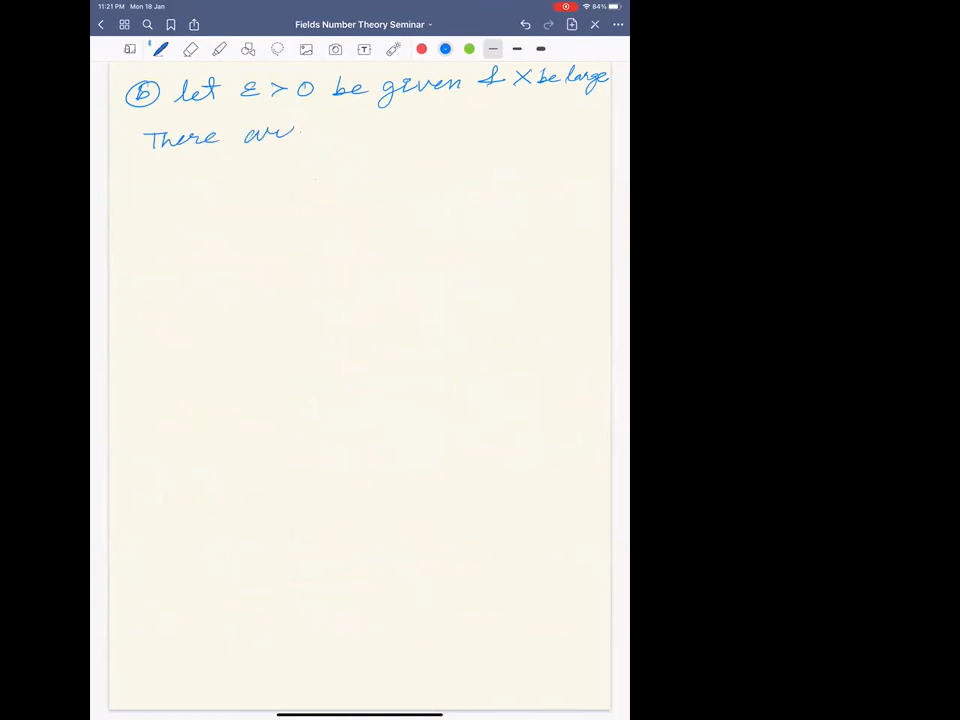 11:21 PM Mon 18 Jan 84%
Fields Number Theory Seminar
T
ⓑ let ε > 0 be given & X be large
There are